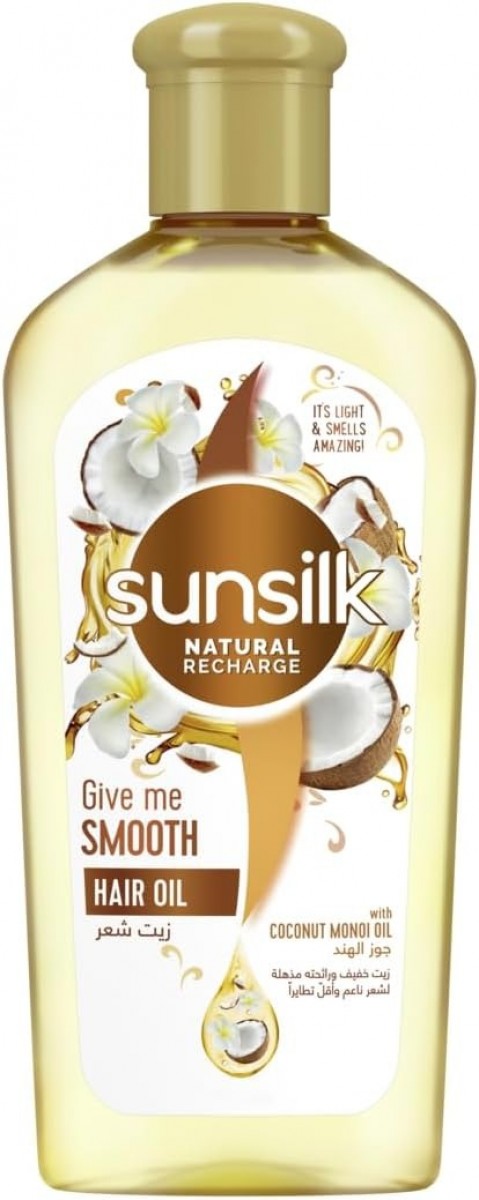 IT'S LIGHT
& SMELLS
AMAZING!
sunsilk
NATURAL
RECHARGE
Give me
SMOOTH
HAIR OIL
زيت شعر
with
COCONUT MONOI OIL
جوز الهند
زيت خفيف ورائحته مذهلة
لشعر ناعم وأقلّ تطايراً